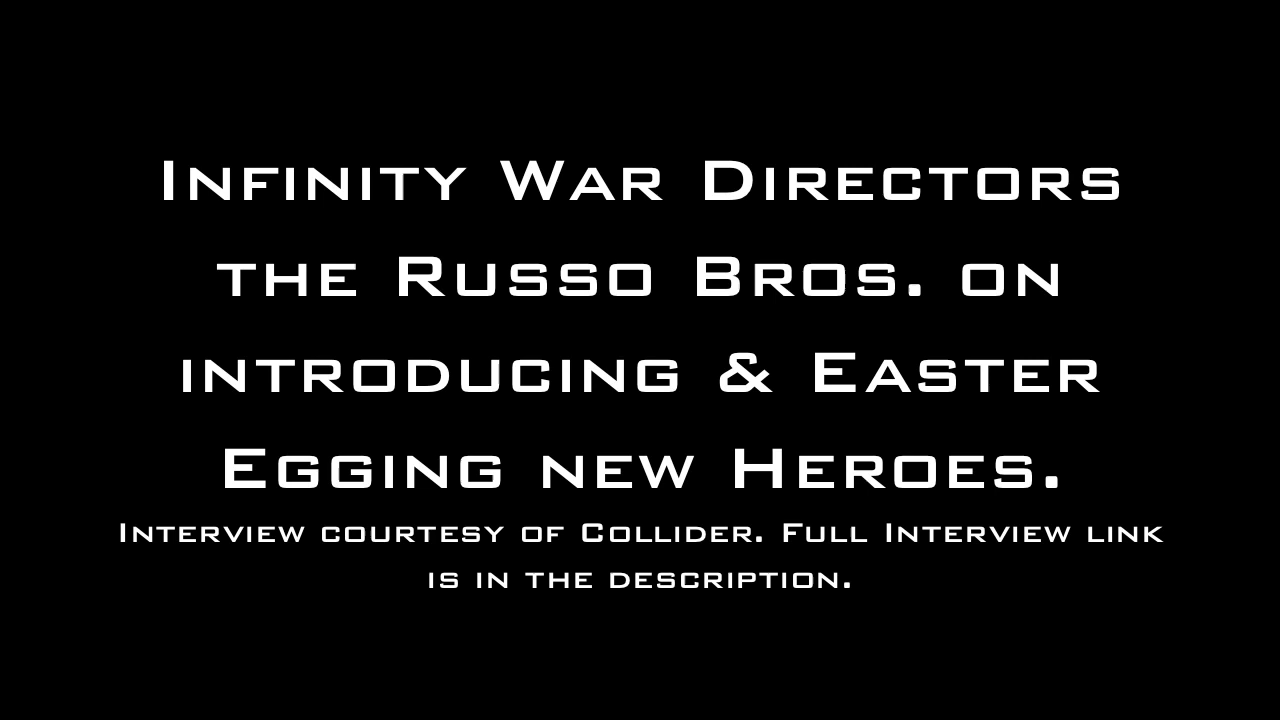 Infinity War Directors
the Russo Bros. on
introducing & Easter
Egging new Heroes.
Interview courtesy of Collider. Full Interview link
is in the description.